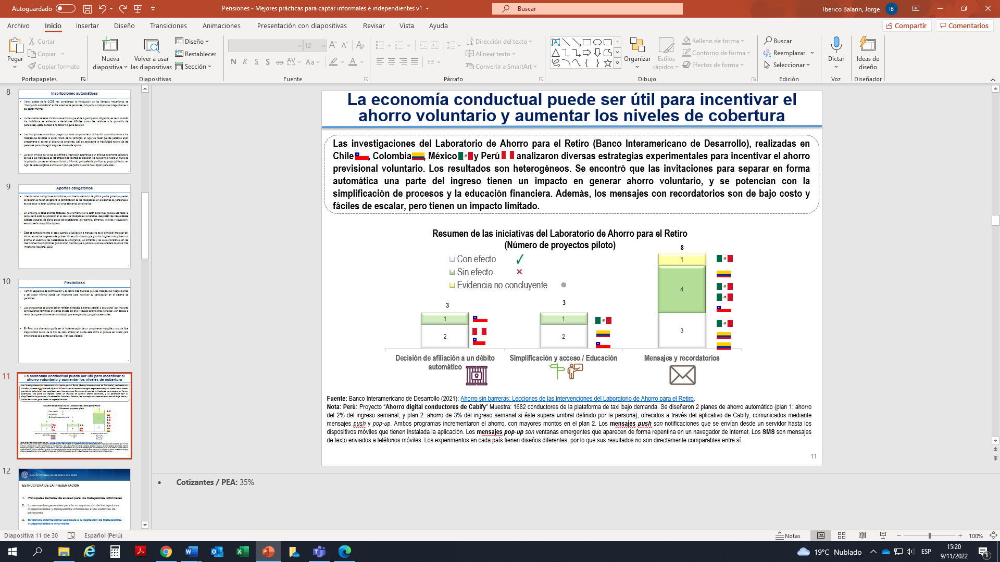 Autoguardado
Pensiones - Mejores prácticas para captar informales e independientes v1
Buscar
Iberico Balarin, Jorge
IB
Archivo
Inicio
Insertar
Diseño
Transiciones
Animaciones
Presentación con diapositivas
Revisar
Vista
Ayuda
Compartir
Comentarios
Pegar
Cortar
Copiar
Copiar formato
Portapapeles
Nueva
diapositiva
Volver a usar
las diapositivas
Diseño
Restablecer
Sección
Diapositivas
12
N K S S ab AV Aa A
Fuente
Dirección del texto
Alinear texto
Convertir a SmartArt
Párrafo
Organizar
Estilos
rápidos
Relleno de forma
Contorno de forma
Efectos de forma
Dibujo
Buscar
Reemplazar
Seleccionar
Edición
Dictar
Voz
Ideas de
diseño
Diseñador
8
Inscripciones automáticas
9
Aportes obligatorios
10
Flexibilidad
11
La economía conductual puede ser útil para incentivar el
ahorro voluntario y aumentar los niveles de cobertura
12
BANCO CENTRAL DE RESERVA DEL PERÚ
ESTRUCTURA DE LA PRESENTACIÓN
1. Principales barreras de acceso para los trabajadores informales
2. Lineamientos generales para la incorporación de trabajadores
independientes y trabajadores informales a los sistemas de
pensiones
3. Evidencia internacional asociada a la captación de trabajadores
independientes e informales
La economía conductual puede ser útil para incentivar el
ahorro voluntario y aumentar los niveles de cobertura
Las investigaciones del Laboratorio de Ahorro para el Retiro (Banco Interamericano de Desarrollo), realizadas en
Chile, Colombia, México y Perú analizaron diversas estrategias experimentales para incentivar el ahorro
previsional voluntario. Los resultados son heterogéneos. Se encontró que las invitaciones para separar en forma
automática una parte del ingreso tienen un impacto en generar ahorro voluntario, y se potencian con la
simplificación de procesos y la educación financiera. Además, los mensajes con recordatorios son de bajo costo y
fáciles de escalar, pero tienen un impacto limitado.
Resumen de las iniciativas del Laboratorio de Ahorro para el Retiro
(Número de proyectos piloto)
Con efecto
Sin efecto
Evidencia no concluyente
3
1
2
3
1
2
8
1
4
3
Decisión de afiliación a un débito
automático
Simplificación y acceso / Educación
Mensajes y recordatorios
Fuente: Banco Interamericano de Desarrollo (2021): Ahorro sin barreras: Lecciones de las intervenciones del Laboratorio de Ahorro para el Retiro.
Nota: Perú: Proyecto “Ahorro digital conductores de Cabify” Muestra: 1682 conductores de la plataforma de taxi bajo demanda. Se diseñaron 2 planes de ahorro automático (plan 1: ahorro
del 2% del ingreso semanal, y plan 2: ahorro de 3% del ingreso semanal si éste supera umbral definido por la persona), ofrecidos a través del aplicativo de Cabify, comunicados mediante
mensajes push y pop-up. Ambos programas incrementaron el ahorro, con mayores montos en el plan 2. Los mensajes push son notificaciones que se envían desde un servidor hasta los
dispositivos móviles que tienen instalada la aplicación. Los mensajes pop-up son ventanas emergentes que aparecen de forma repentina en un navegador de internet. Los SMS son mensajes
de texto enviados a teléfonos móviles. Los experimentos en cada país tienen diseños diferentes, por lo que sus resultados no son directamente comparables entre sí.
11
• Cotizantes / PEA: 35%
Diapositiva 11 de 30
Español (Perú)
Notas
100%
19°C Nublado
ESP
15:20
9/11/2022
1